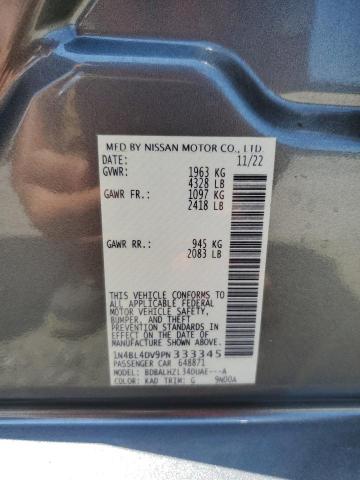 MFD BY NISSAN MOTOR CO., LTD.
DATE: 11/22
GVWR: 1963 KG
4328 LB
GAWR FR.: 1097 KG
2418 LB
GAWR RR.: 945 KG
2083 LB
THIS VEHICLE CONFORMS
TO ALL APPLICABLE FEDERAL
MOTOR VEHICLE SAFETY,
BUMPER, AND THEFT
PREVENTION STANDARDS IN
EFFECT ON THE DATE OF
MANUFACTURE SHOWN ABOVE.
1N4BL4DV9PN333345
PASSENGER CAR 648871
MODEL: BDBALHZL34DUAE---A
COLOR: KAD TRIM: G 9N00A